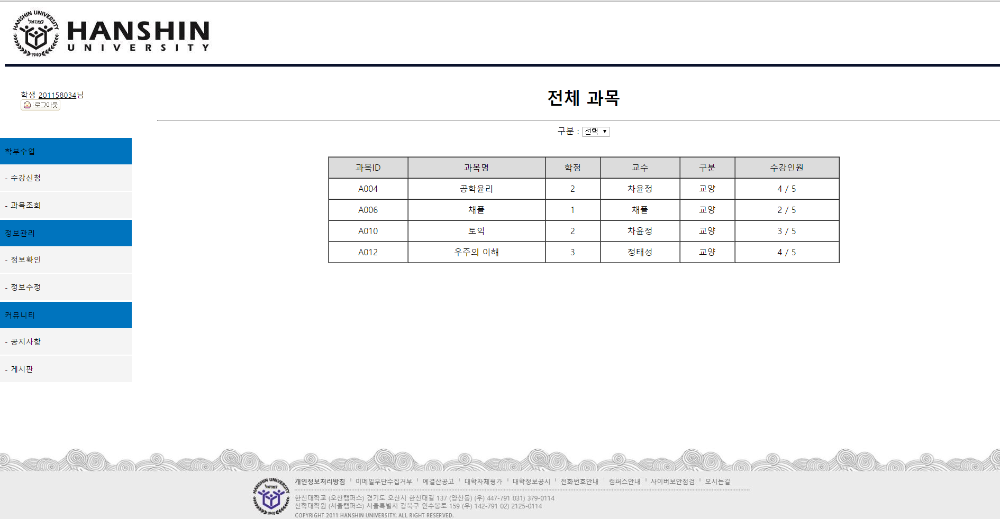 HANSHIN UNIVERSITY
עמנואל
1940
HANSHIN
UNIVERSITY
학생 201158034님
로그아웃
전체 과목
구분 : 선택
학부수업
- 수강신청
- 과목조회
정보관리
- 정보확인
- 정보수정
커뮤니티
- 공지사항
- 게시판
과목ID 과목명 학점 교수 구분 수강인원
A004 공학윤리 2 차윤정 교양 4 / 5
A006 채플 1 채플 교양 2 / 5
A010 토익 2 차윤정 교양 3 / 5
A012 우주의 이해 3 정태성 교양 4 / 5
HANSHIN UNIVERSITY
עמנואל
1940
개인정보처리방침 이메일무단수집거부 예결산공고 대학자체평가 대학정보공시 전화번호안내 캠퍼스안내 사이버보안점검 오시는길
한신대학교 (오산캠퍼스) 경기도 오산시 한신대길 137 (양산동) (우) 447-791 031) 379-0114
신학대학원 (서울캠퍼스) 서울특별시 강북구 인수봉로 159 (우) 142-791 02) 2125-0114
COPYRIGHT 2011 HANSHIN UNIVERSITY. ALL RIGHT RESERVED.